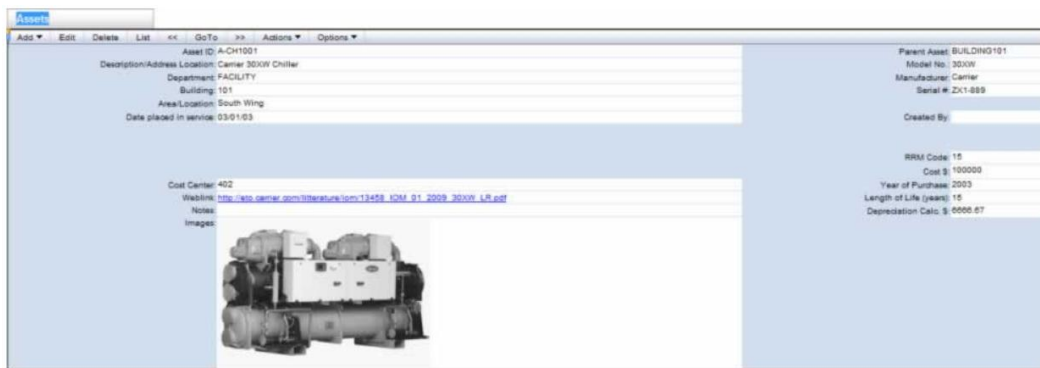 Assets
Add ▼ Edit Delete List << GoTo >> Actions ▼ Options ▼
Asset ID: A-CH1001
Description/Address Location: Carrier 30XW Chiller
Department: FACILITY
Building: 101
Area/Location: South Wing
Date placed in service: 03/01/03
Cost Center: 402
Weblink: http://eto.carrier.com/litterature/iom/13458_IOM_01_2009_30XW_LR.pdf
Notes:
Images:
Parent Asset: BUILDING101
Model No.: 30XW
Manufacturer: Carrier
Serial #: ZX1-889
Created By:
RRM Code: 15
Cost $: 100000
Year of Purchase: 2003
Length of Life (years): 15
Depreciation Calc. $: 6666.67